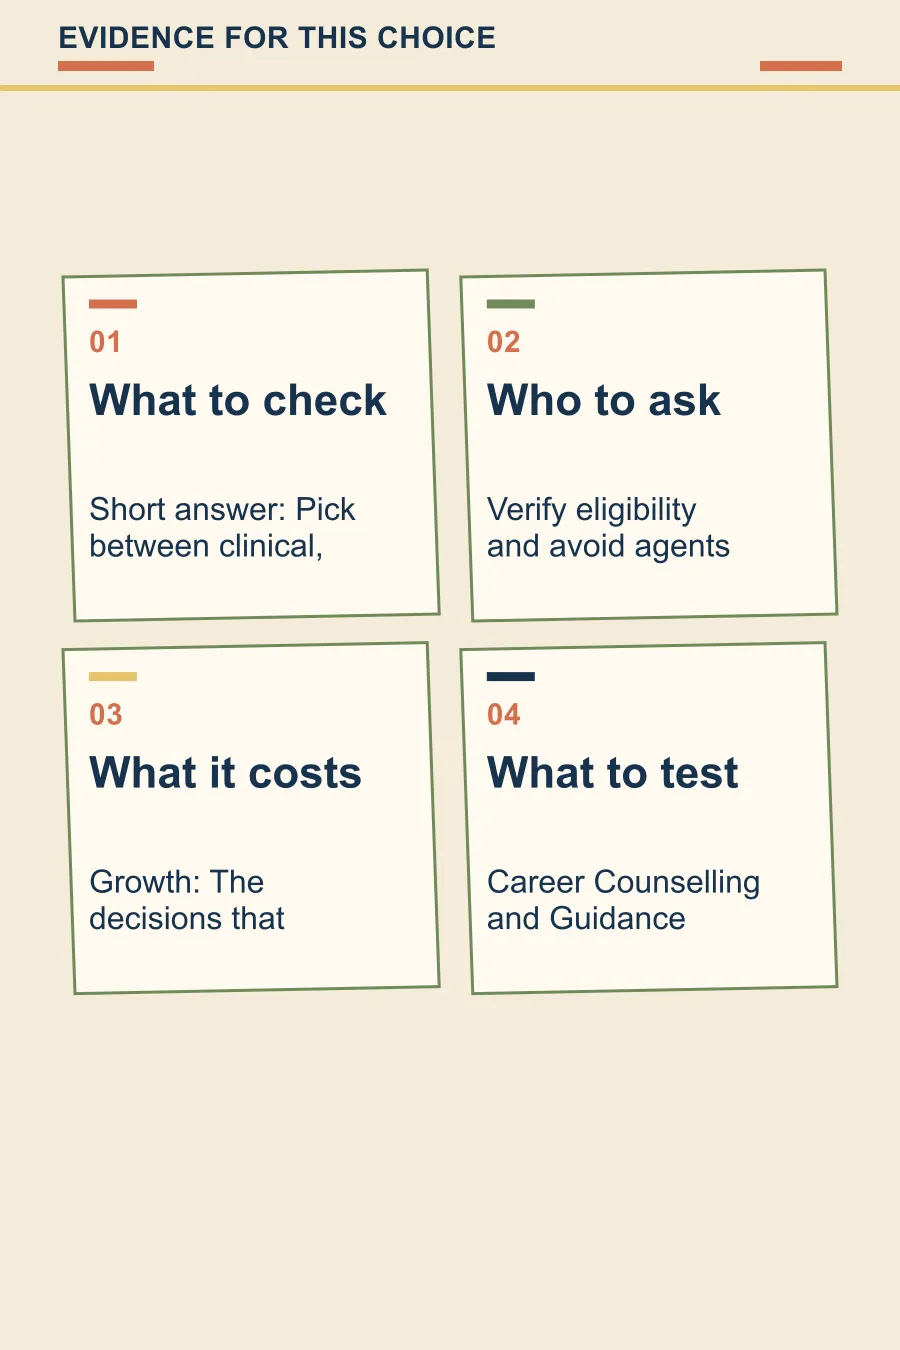 EVIDENCE FOR THIS CHOICE
01
What to check
Short answer: Pick
between clinical,
02
Who to ask
Verify eligibility
and avoid agents
03
What it costs
Growth: The
decisions that
04
What to test
Career Counselling
and Guidance